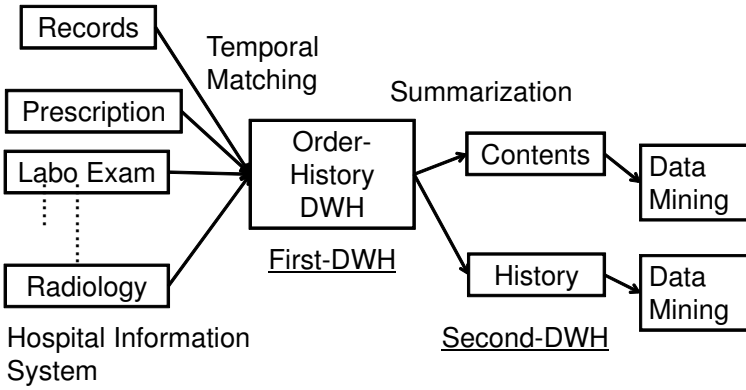 Records
Temporal
Matching
Prescription
Summarization
Labo Exam
Order-
History
DWH
Contents
Data
Mining
First-DWH
Radiology
History
Data
Mining
Hospital Information
System
Second-DWH